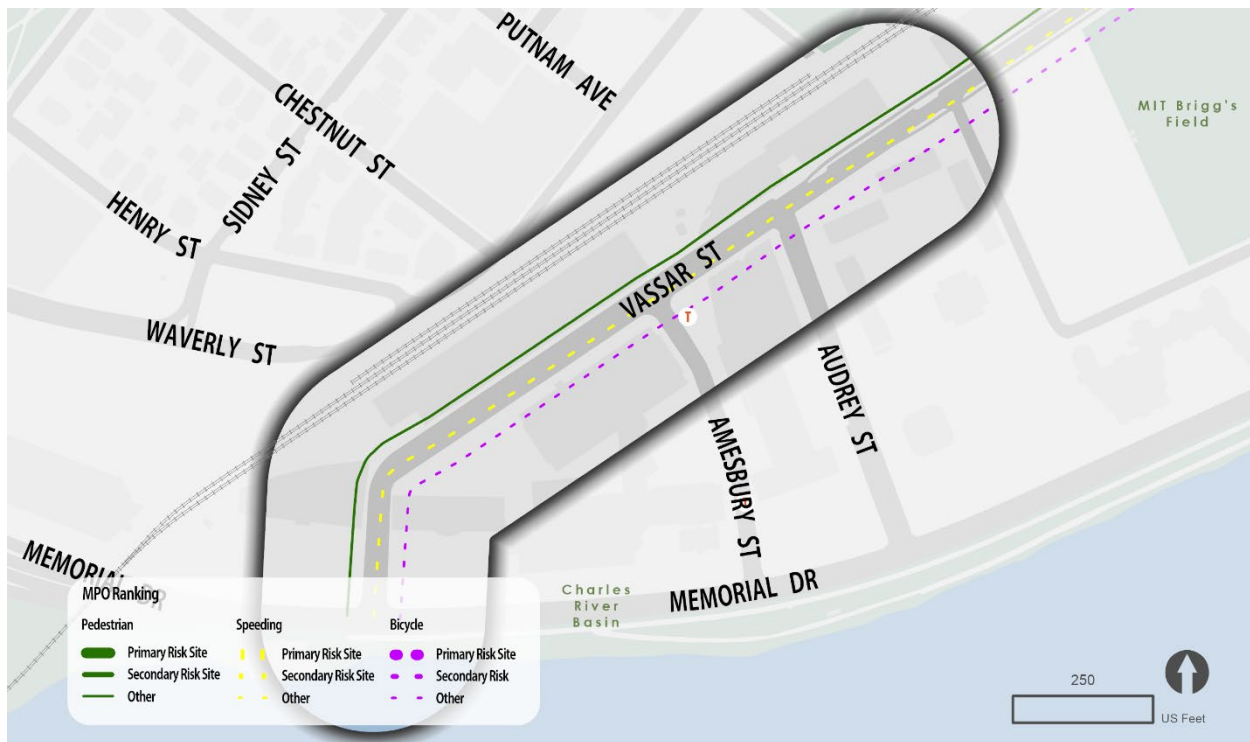 PUTNAM AVE
CHESTNUT ST
MIT Brigg's
Field
SIDNEY ST
HENRY ST
VASSAR ST
T
WAVERLY ST
AUDREY ST
AMESBURY ST
MEMORIAL DR
MEMORIAL DR
Charles
River
Basin
MPO Ranking
Pedestrian Speeding Bicycle
Primary Risk Site Primary Risk Site Primary Risk Site
Secondary Risk Site Secondary Risk Site Secondary Risk
Other Other Other
250
US Feet